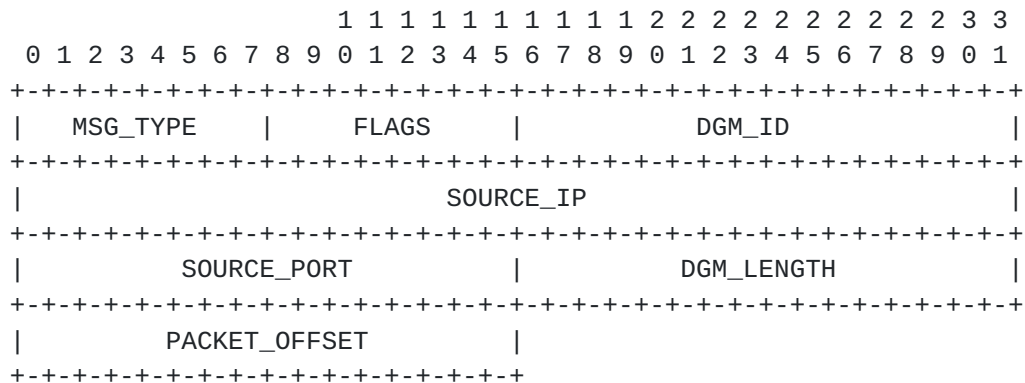 1 1 1 1 1 1 1 1 1 1 2 2 2 2 2 2 2 2 2 2 3 3
 0 1 2 3 4 5 6 7 8 9 0 1 2 3 4 5 6 7 8 9 0 1 2 3 4 5 6 7 8 9 0 1
+-+-+-+-+-+-+-+-+-+-+-+-+-+-+-+-+-+-+-+-+-+-+-+-+-+-+-+-+-+-+-+-+
|   MSG_TYPE    |     FLAGS     |           DGM_ID              |
+-+-+-+-+-+-+-+-+-+-+-+-+-+-+-+-+-+-+-+-+-+-+-+-+-+-+-+-+-+-+-+-+
|                           SOURCE_IP                           |
+-+-+-+-+-+-+-+-+-+-+-+-+-+-+-+-+-+-+-+-+-+-+-+-+-+-+-+-+-+-+-+-+
|          SOURCE_PORT          |          DGM_LENGTH           |
+-+-+-+-+-+-+-+-+-+-+-+-+-+-+-+-+-+-+-+-+-+-+-+-+-+-+-+-+-+-+-+-+
|         PACKET_OFFSET         |
+-+-+-+-+-+-+-+-+-+-+-+-+-+-+-+-+